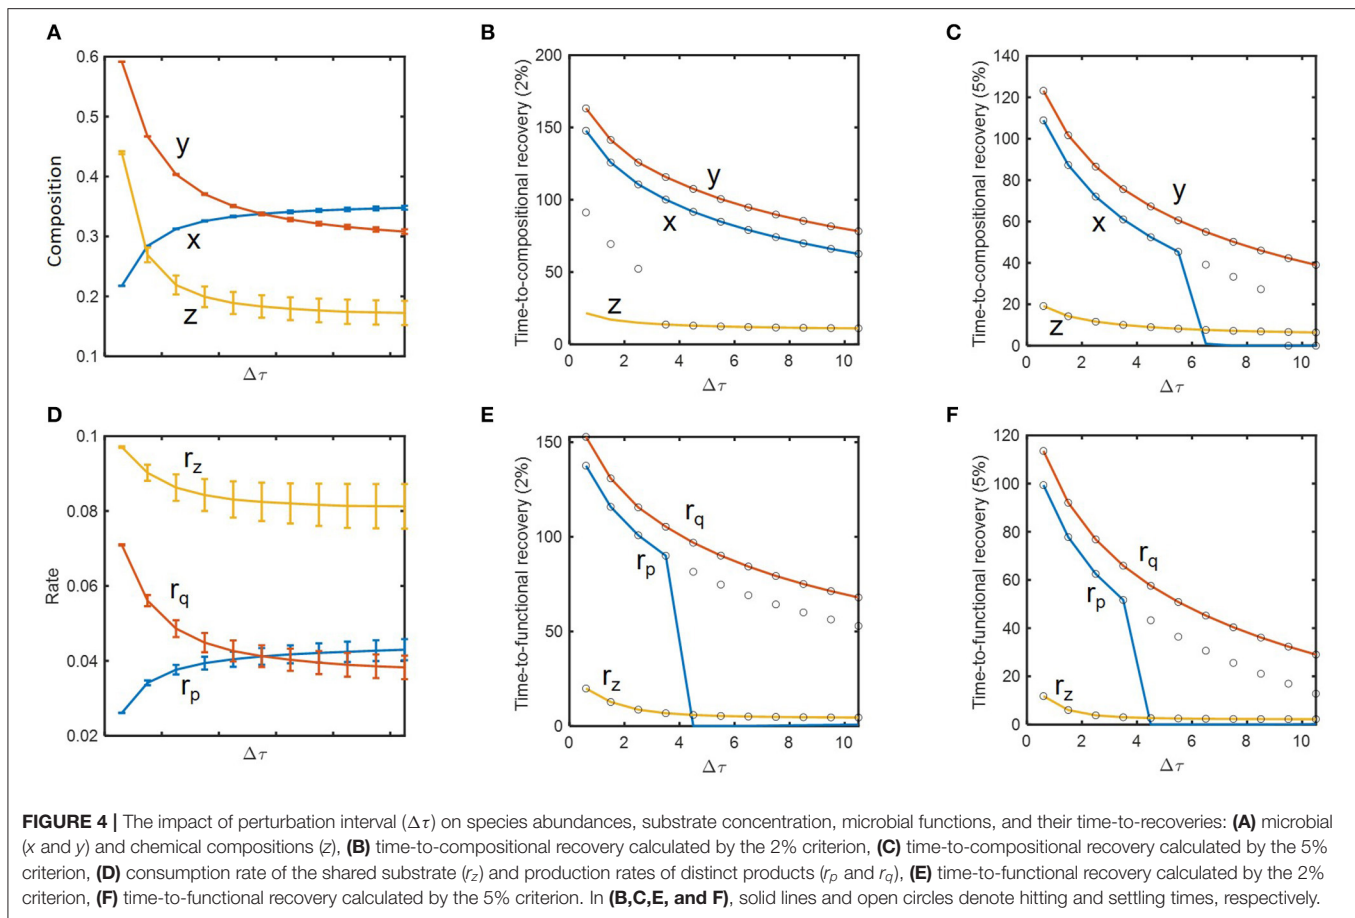 A
0.6
0.5
0.4
0.3
0.2
0.1
Composition
y
x
z
Δτ
B
200
150
100
50
0
Time-to-compositional recovery (2%)
y
x
z
0 2 4 6 8 10
Δτ
C
140
120
100
80
60
40
20
0
Time-to-compositional recovery (5%)
y
x
z
0 2 4 6 8 10
Δτ
D
0.1
0.08
0.06
0.04
0.02
Rate
rz
rq
rp
Δτ
E
150
100
50
0
Time-to-functional recovery (2%)
rq
rp
rz
0 2 4 6 8 10
Δτ
F
120
100
80
60
40
20
0
Time-to-functional recovery (5%)
rq
rp
rz
0 2 4 6 8 10
Δτ
FIGURE 4 | The impact of perturbation interval (Δτ) on species abundances, substrate concentration, microbial functions, and their time-to-recoveries: (A) microbial
(x and y) and chemical compositions (z), (B) time-to-compositional recovery calculated by the 2% criterion, (C) time-to-compositional recovery calculated by the 5%
criterion, (D) consumption rate of the shared substrate (rz) and production rates of distinct products (rp and rq), (E) time-to-functional recovery calculated by the 2%
criterion, (F) time-to-functional recovery calculated by the 5% criterion. In (B,C,E, and F), solid lines and open circles denote hitting and settling times, respectively.